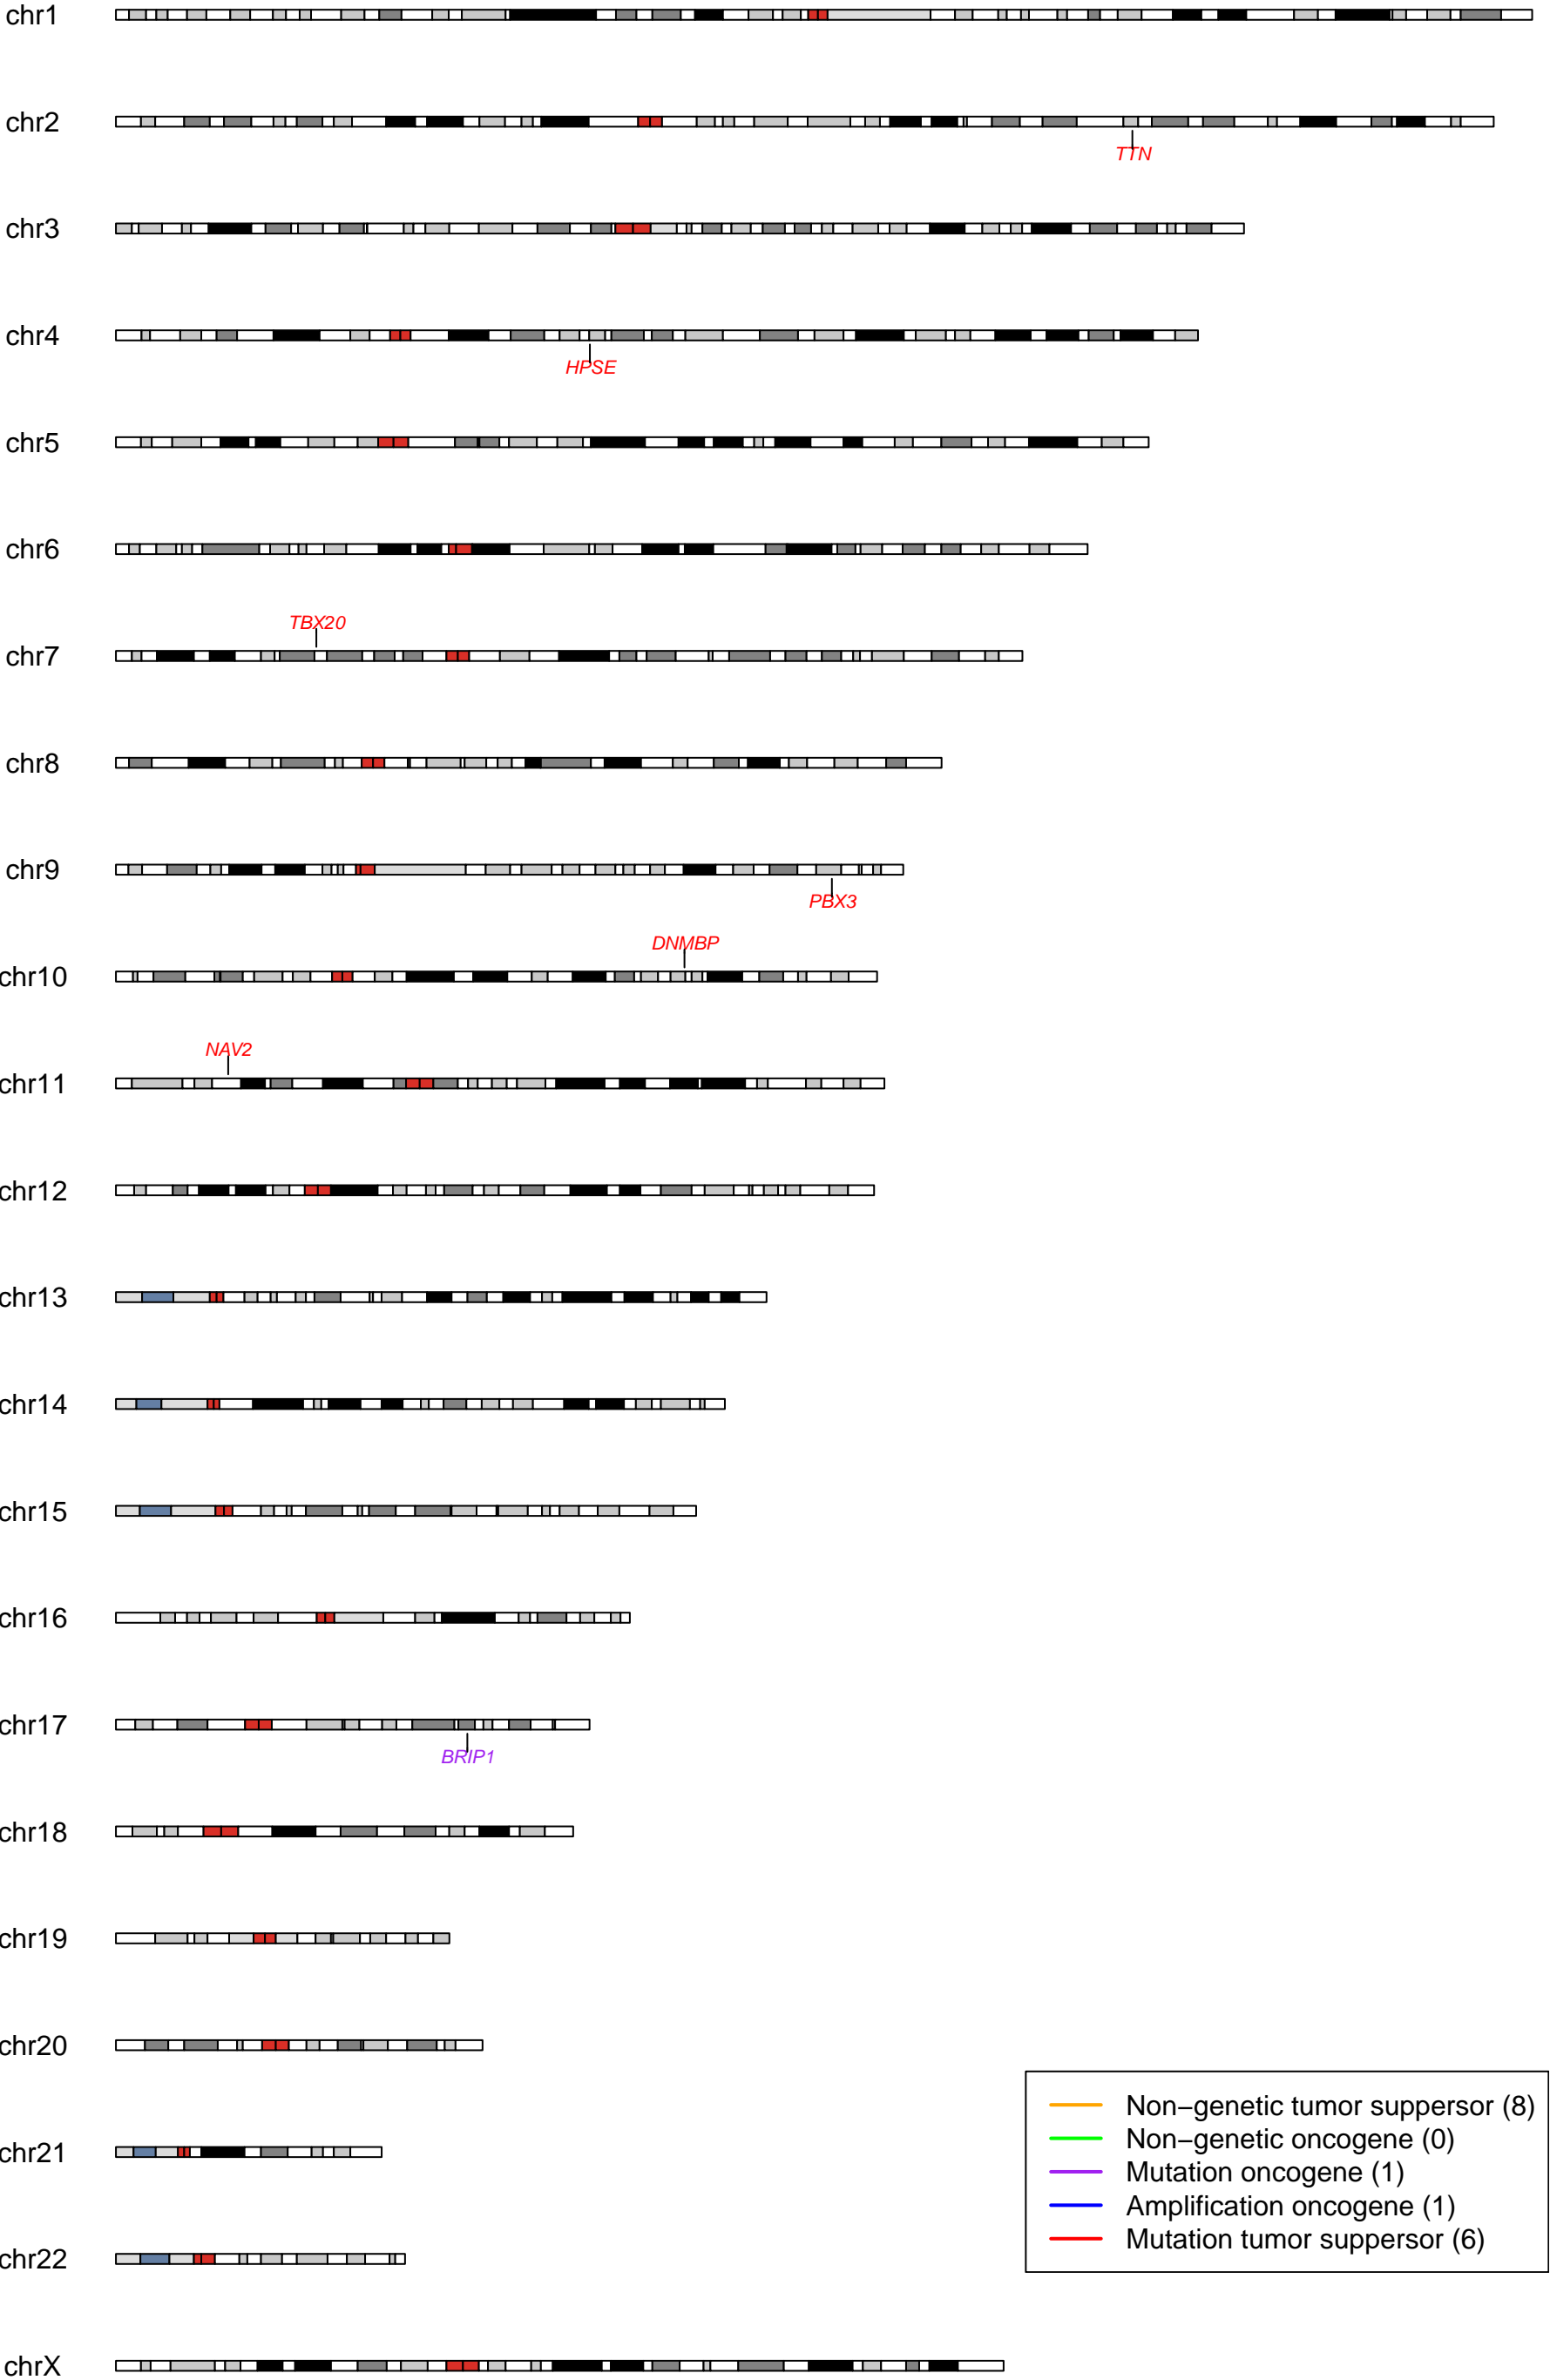 chr1
chr2
TTN
chr3
chr4
HPSE
chr5
chr6
TBX20
chr7
chr8
chr9
PBX3
DNMBP
chr10
NAV2
chr11
chr12
chr13
chr14
chr15
chr16
chr17
BRIP1
chr18
chr19
chr20
Non−genetic tumor suppersor (8)
Non−genetic oncogene (0)
Mutation oncogene (1)
Amplification oncogene (1)
Mutation tumor suppersor (6)
chr21
chr22
chrX